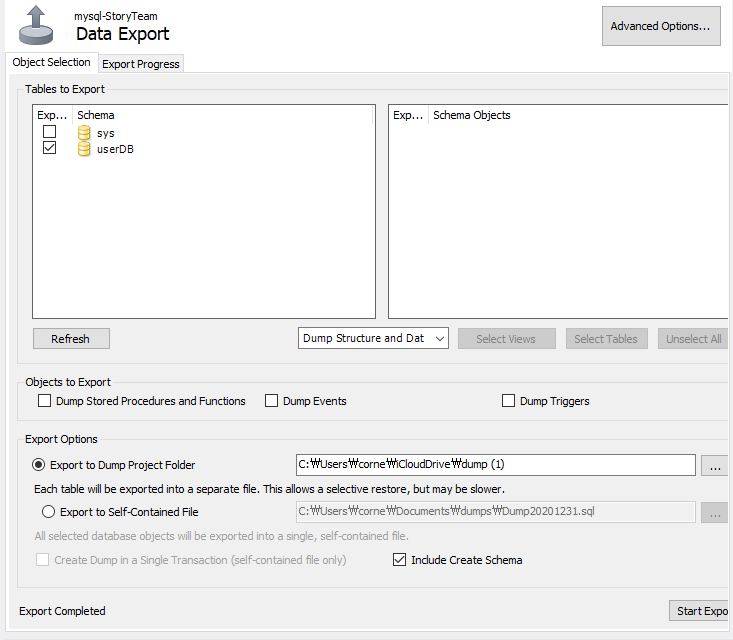 mysql-StoryTeam
Data Export
Advanced Options...
Object Selection
Export Progress
Tables to Export
Exp... Schema
sys
userDB
Exp... Schema Objects
Refresh
Dump Structure and Dat
Select Views
Select Tables
Unselect All
Objects to Export
Dump Stored Procedures and Functions
Dump Events
Dump Triggers
Export Options
Export to Dump Project Folder
C:₩Users₩corne₩iCloudDrive₩dump (1)
...
Each table will be exported into a separate file. This allows a selective restore, but may be slower.
Export to Self-Contained File
C:₩Users₩corne₩Documents₩dumps₩Dump20201231.sql
...
All selected database objects will be exported into a single, self-contained file.
Create Dump in a Single Transaction (self-contained file only)
Include Create Schema
Export Completed
Start Expo